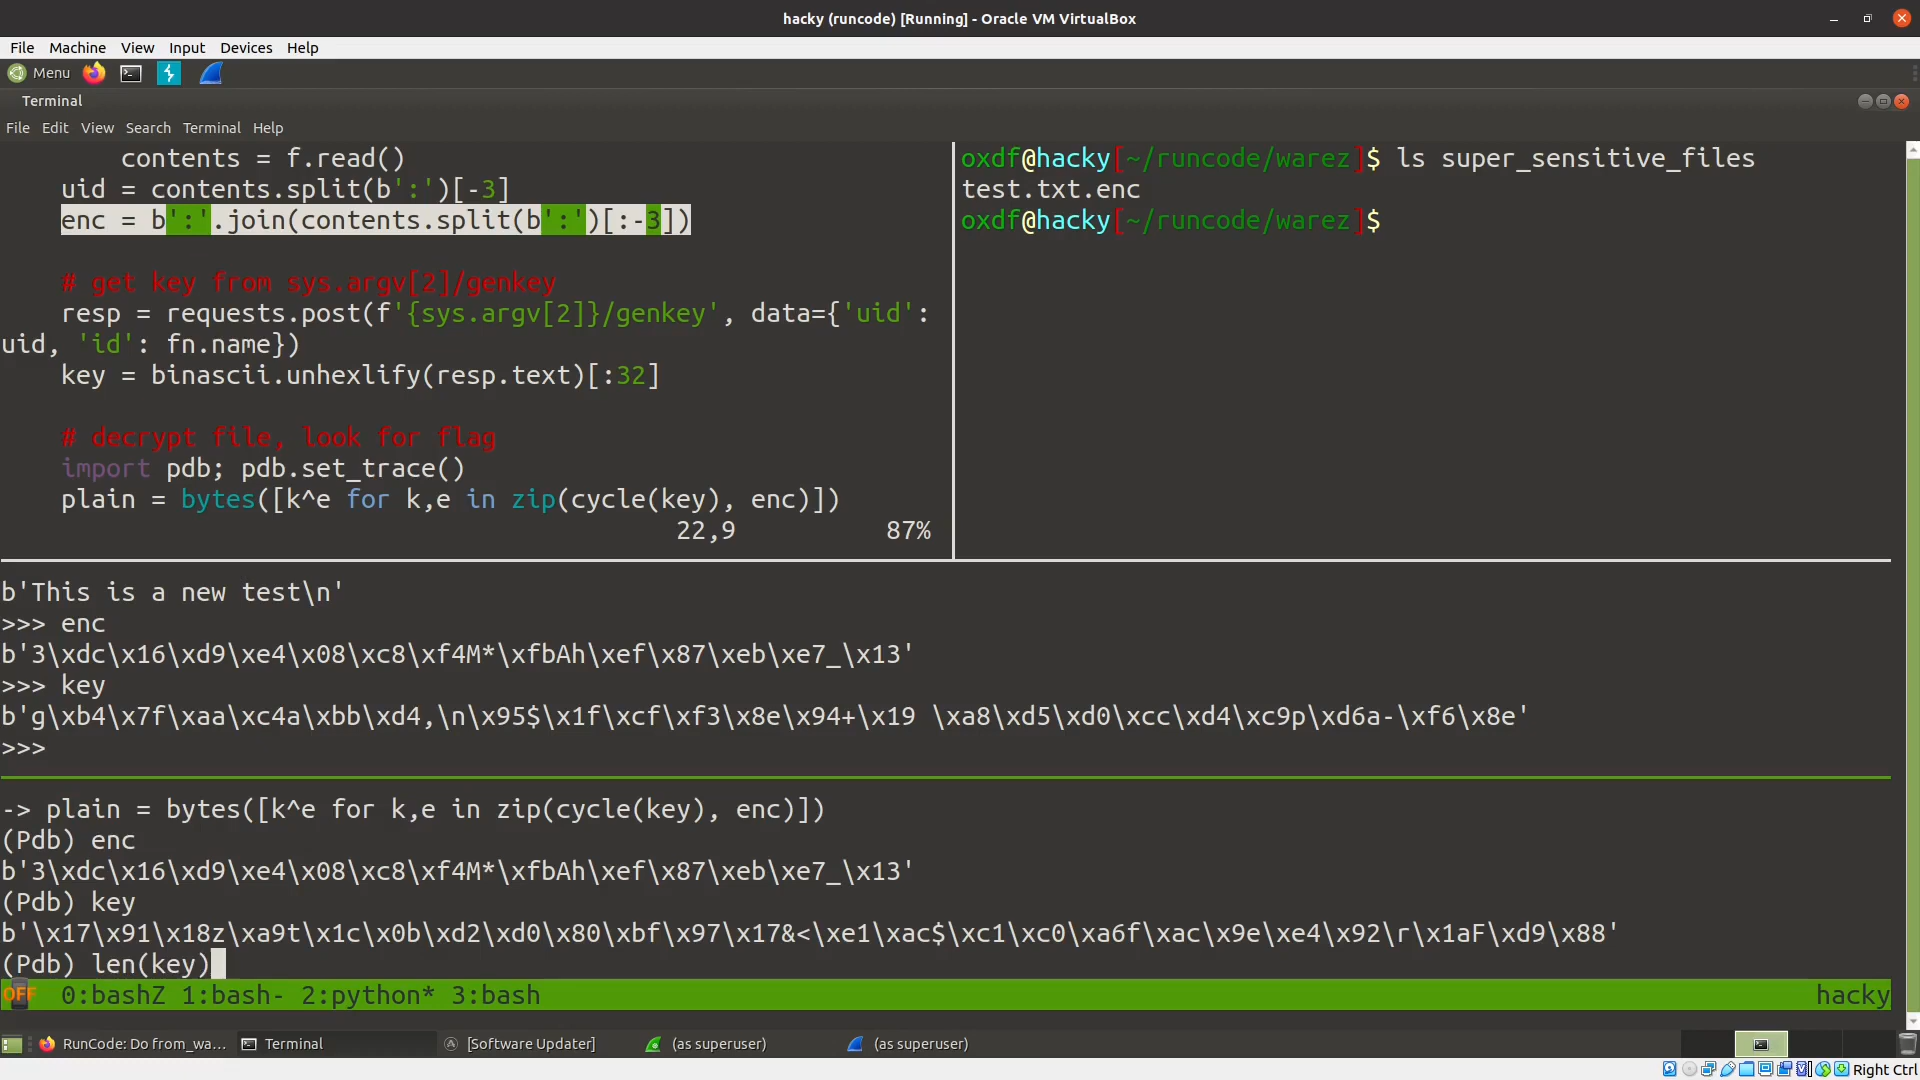 hacky (runcode) [Running] - Oracle VM VirtualBox
File Machine View Input Devices Help
Menu
Terminal
File Edit View Search Terminal Help
contents = f.read()
uid = contents.split(b':')[-3]
enc = b':'.join(contents.split(b':')[:-3])
# get key from sys.argv[2]/genkey
resp = requests.post(f'{sys.argv[2]}/genkey', data={'uid':
uid, 'id': fn.name})
key = binascii.unhexlify(resp.text)[:32]
# decrypt file, look for flag
import pdb; pdb.set_trace()
plain = bytes([k^e for k,e in zip(cycle(key), enc)])
22,9 87%
oxdf@hacky[~/runcode/warez]$ ls super_sensitive_files
test.txt.enc
oxdf@hacky[~/runcode/warez]$
b'This is a new test\n'
>>> enc
b'3\xdc\x16\xd9\xe4\x08\xc8\xf4M*\xfbAh\xef\x87\xeb\xe7_\x13'
>>> key
b'g\xb4\x7f\xaa\xc4a\xbb\xd4,\n\x95$\x1f\xcf\xf3\x8e\x94+\x19 \xa8\xd5\xd0\xcc\xd4\xc9p\xd6a-\xf6\x8e'
>>>
-> plain = bytes([k^e for k,e in zip(cycle(key), enc)])
(Pdb) enc
b'3\xdc\x16\xd9\xe4\x08\xc8\xf4M*\xfbAh\xef\x87\xeb\xe7_\x13'
(Pdb) key
b'\x17\x91\x18z\xa9t\x1c\x0b\xd2\xd0\x80\xbf\x97\x17&<\xe1\xac$\xc1\xc0\xa6f\xac\x9e\xe4\x92\r\x1aF\xd9\x88'
(Pdb) len(key)
OFF 0:bashZ 1:bash- 2:python* 3:bash hacky
RunCode: Do from_wa... Terminal [Software Updater] (as superuser) (as superuser)
Right Ctrl